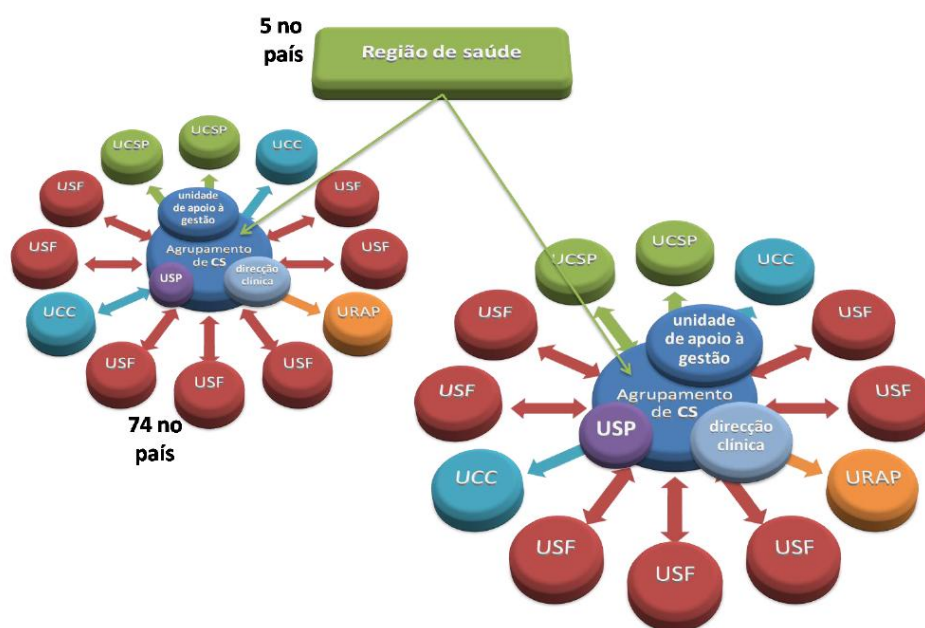 5 no
país
Região de saúde
UCSP
UCSP
UCC
USF
USF
unidade
de apoio à
gestão
USF
USF
Agrupamento
de CS
USP
direcção
clínica
UCC
URAP
USF
USF
USF
74 no
país
UCSP
UCSP
UCC
USF
USF
unidade
de apoio à
gestão
USF
USF
Agrupamento
de CS
USP
direcção
clínica
UCC
URAP
USF
USF
USF